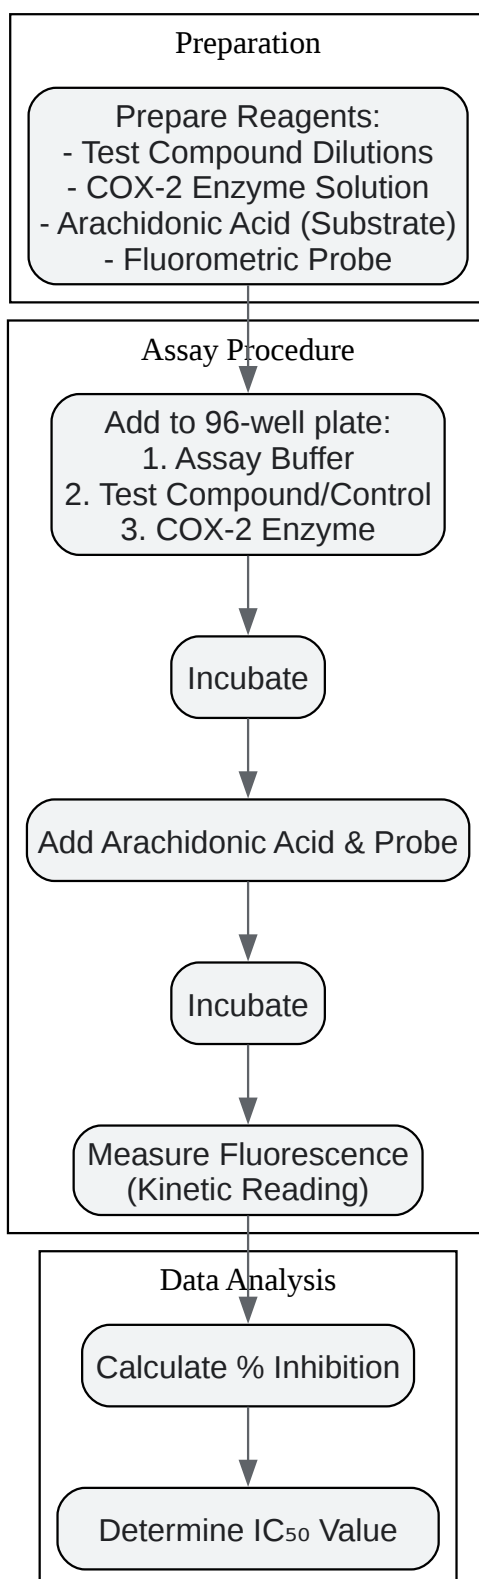 Preparation
Prepare Reagents:
- Test Compound Dilutions
- COX-2 Enzyme Solution
- Arachidonic Acid (Substrate)
- Fluorometric Probe
Assay Procedure
Add to 96-well plate:
1. Assay Buffer
2. Test Compound/Control
3. COX-2 Enzyme
Incubate
Add Arachidonic Acid & Probe
Incubate
Measure Fluorescence
(Kinetic Reading)
Data Analysis
Calculate % Inhibition
Determine IC₅₀ Value